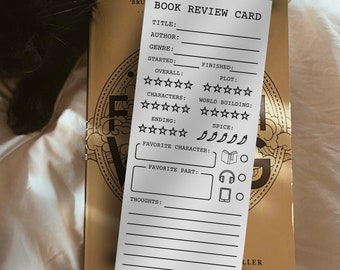 BOOK REVIEW CARD
TITLE:
AUTHOR:
GENRE:
STARTED: FINISHED:
OVERALL: PLOT:
CHARACTERS: WORLD BUILDING:
ENDING: SPICE:
FAVORITE CHARACTER:
FAVORITE PART:
THOUGHTS: